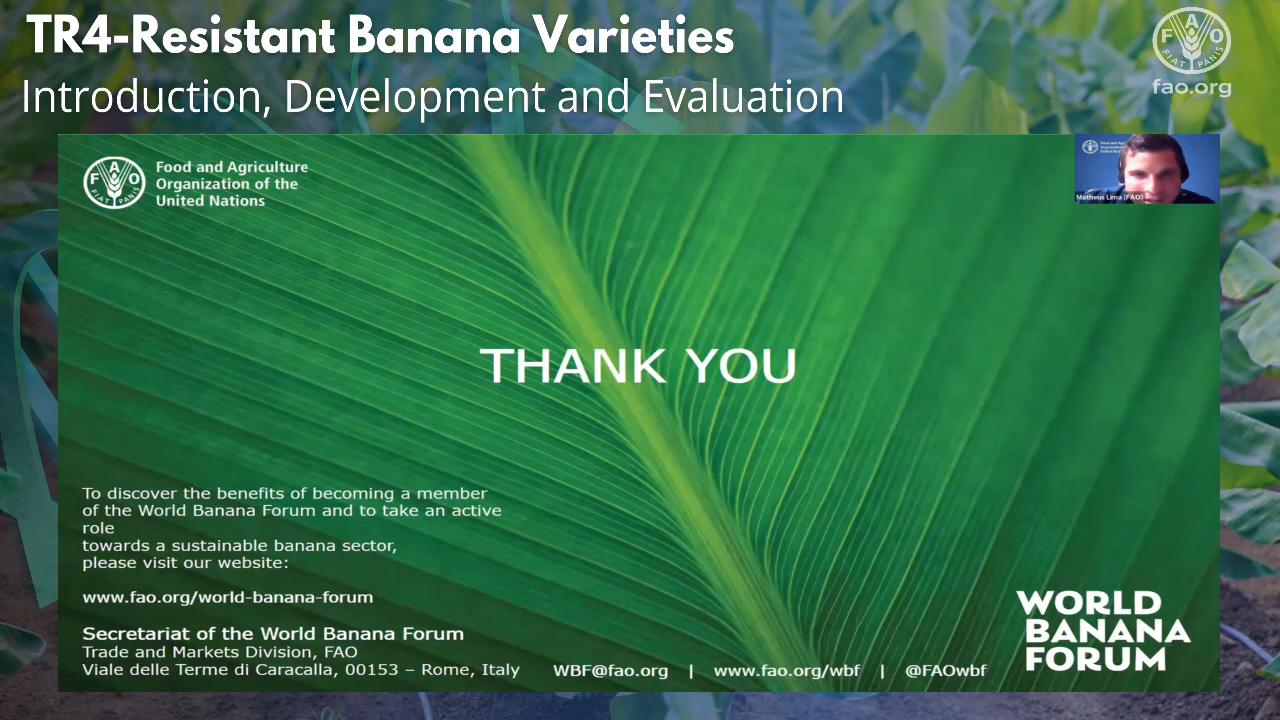 TR4-Resistant Banana Varieties
Introduction, Development and Evaluation
F A O
FIAT PANIS
fao.org
F A O
FIAT PANIS
Food and Agriculture
Organization of the
United Nations
Matheus Lima (FAO)
THANK YOU
To discover the benefits of becoming a member
of the World Banana Forum and to take an active
role
towards a sustainable banana sector,
please visit our website:
www.fao.org/world-banana-forum
Secretariat of the World Banana Forum
Trade and Markets Division, FAO
Viale delle Terme di Caracalla, 00153 – Rome, Italy
WBF@fao.org | www.fao.org/wbf | @FAOwbf
WORLD
BANANA
FORUM